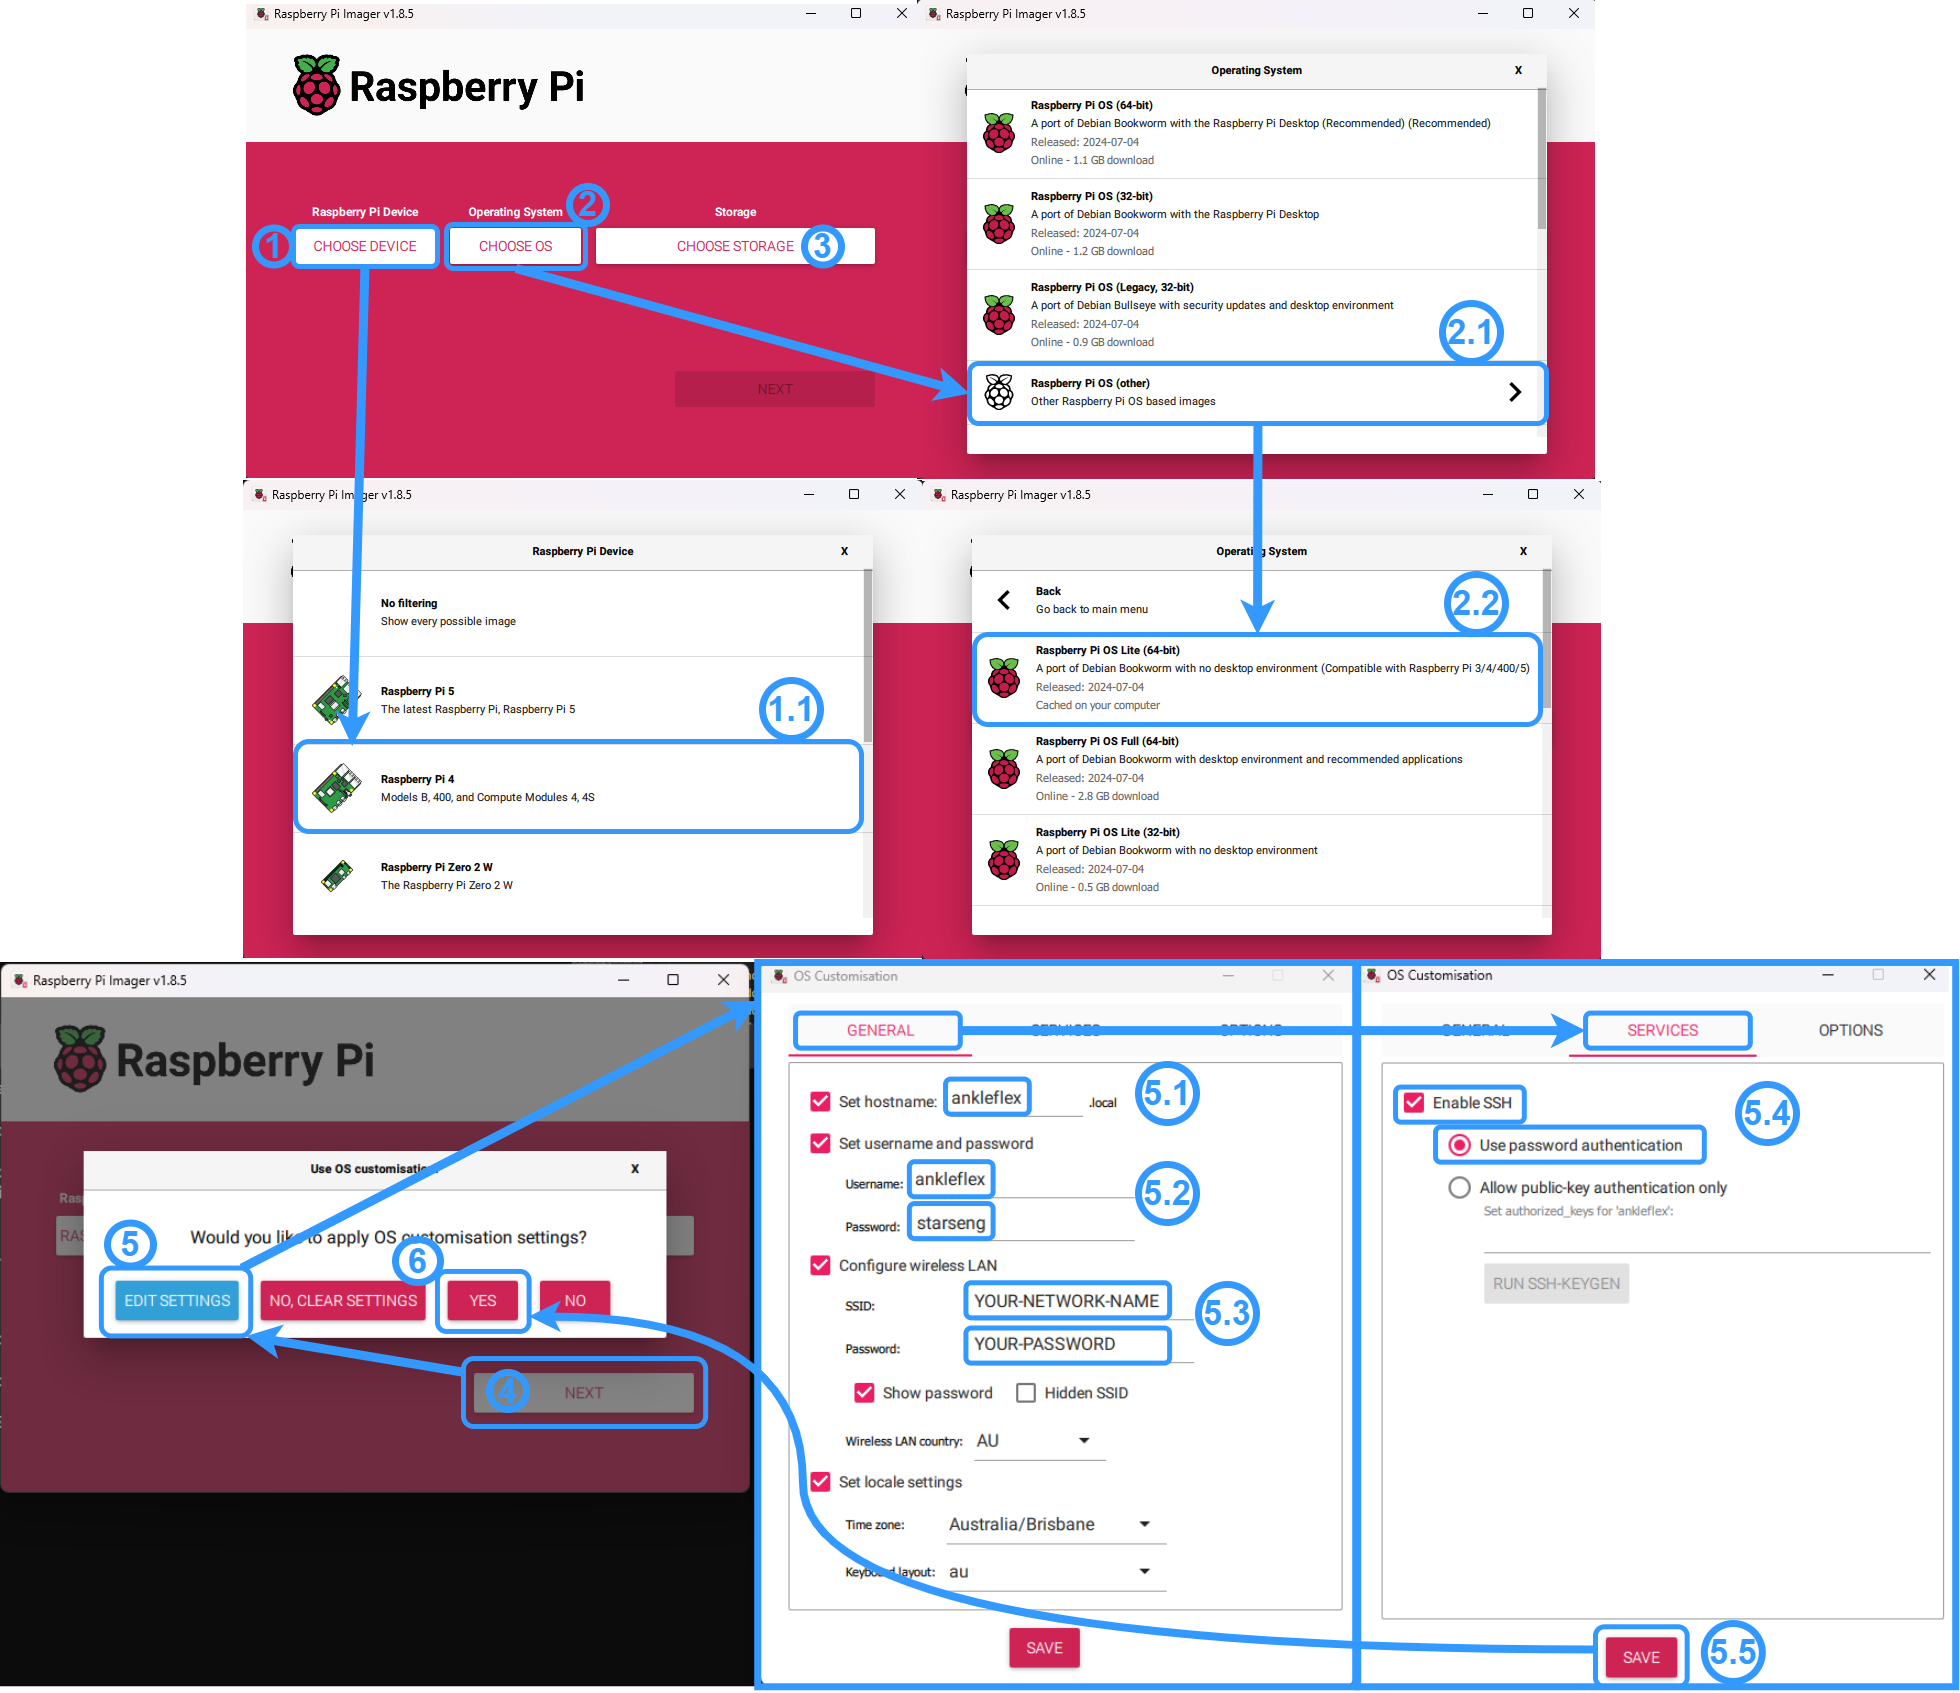 Raspberry Pi Imager v1.8.5
Raspberry Pi
Raspberry Pi Device
Operating System
2
Storage
1
CHOOSE DEVICE
CHOOSE OS
CHOOSE STORAGE
3
NEXT
Raspberry Pi Imager v1.8.5
Operating System
X
Raspberry Pi OS (64-bit)
A port of Debian Bookworm with the Raspberry Pi Desktop (Recommended) (Recommended)
Released: 2024-07-04
Online - 1.1 GB download
Raspberry Pi OS (32-bit)
A port of Debian Bookworm with the Raspberry Pi Desktop
Released: 2024-07-04
Online - 1.2 GB download
Raspberry Pi OS (Legacy, 32-bit)
A port of Debian Bullseye with security updates and desktop environment
Released: 2024-07-04
Online - 0.9 GB download
2.1
Raspberry Pi OS (other)
Other Raspberry Pi OS based images
Raspberry Pi Imager v1.8.5
Raspberry Pi Device
X
No filtering
Show every possible image
Raspberry Pi 5
The latest Raspberry Pi, Raspberry Pi 5
1.1
Raspberry Pi 4
Models B, 400, and Compute Modules 4, 4S
Raspberry Pi Zero 2 W
The Raspberry Pi Zero 2 W
Raspberry Pi Imager v1.8.5
Operating System
X
Back
Go back to main menu
2.2
Raspberry Pi OS Lite (64-bit)
A port of Debian Bookworm with no desktop environment (Compatible with Raspberry Pi 3/4/400/5)
Released: 2024-07-04
Cached on your computer
Raspberry Pi OS Full (64-bit)
A port of Debian Bookworm with desktop environment and recommended applications
Released: 2024-07-04
Online - 2.8 GB download
Raspberry Pi OS Lite (32-bit)
A port of Debian Bookworm with no desktop environment
Released: 2024-07-04
Online - 0.5 GB download
Raspberry Pi Imager v1.8.5
Raspberry Pi
Use OS customisation
X
Would you like to apply OS customisation settings?
5
6
EDIT SETTINGS
NO, CLEAR SETTINGS
YES
NO
4
NEXT
OS Customisation
GENERAL
SERVICES
OPTIONS
Set hostname: ankleflex .local
5.1
Set username and password
Username: ankleflex
5.2
Password: starseng
Configure wireless LAN
SSID: YOUR-NETWORK-NAME
5.3
Password: YOUR-PASSWORD
Show password
Hidden SSID
Wireless LAN country: AU
Set locale settings
Time zone: Australia/Brisbane
Keyboard layout: au
SAVE
OS Customisation
GENERAL
SERVICES
OPTIONS
Enable SSH
5.4
Use password authentication
Allow public-key authentication only
Set authorized_keys for 'ankleflex':
RUN SSH-KEYGEN
SAVE
5.5